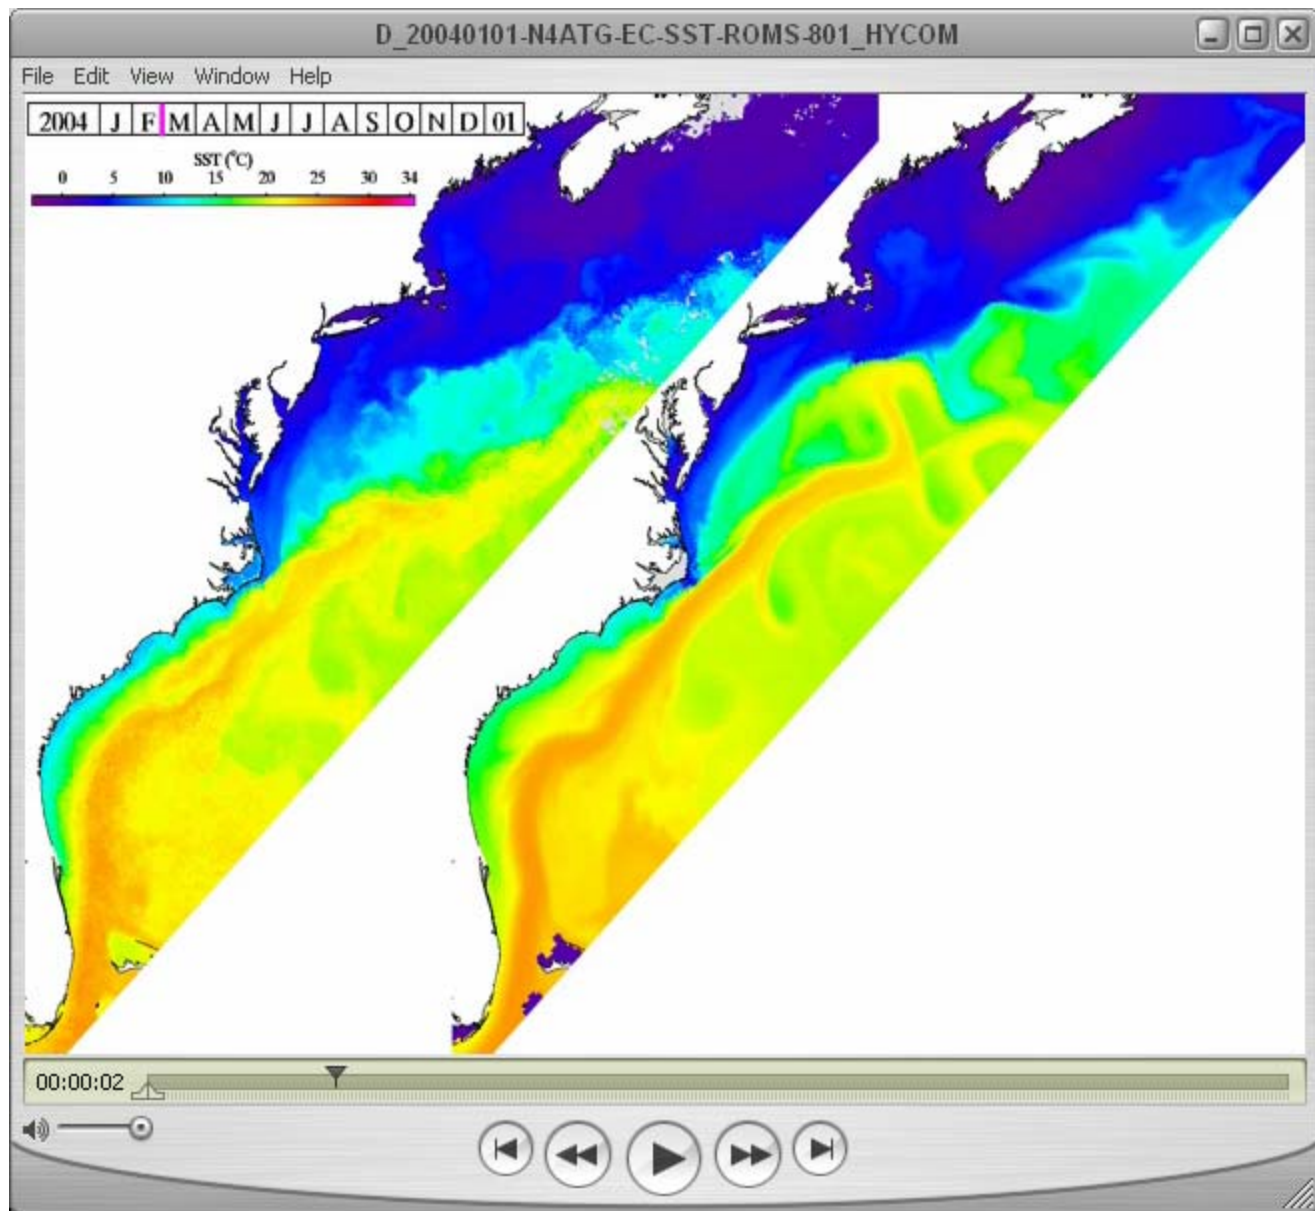 D_20040101-N4ATG-EC-SST-ROMS-801_HYCOM
File Edit View Window Help
2004 J F M A M J J A S O N D 01
SST (°C)
0 5 10 15 20 25 30 34
00:00:02